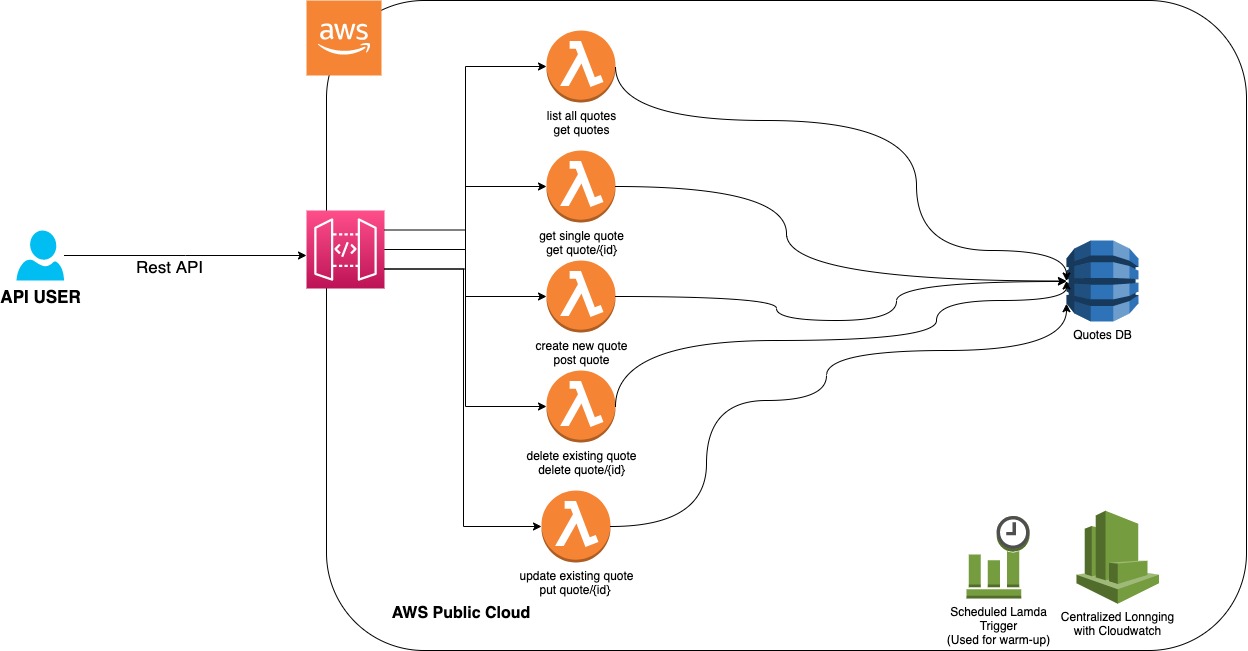 aws
list all quotes
get quotes
get single quote
get quote/{id}
</>
Rest API
API USER
create new quote
post quote
Quotes DB
delete existing quote
delete quote/{id}
update existing quote
put quote/{id}
AWS Public Cloud
Scheduled Lamda
Trigger
(Used for warm-up)
Centralized Lonnging
with Cloudwatch